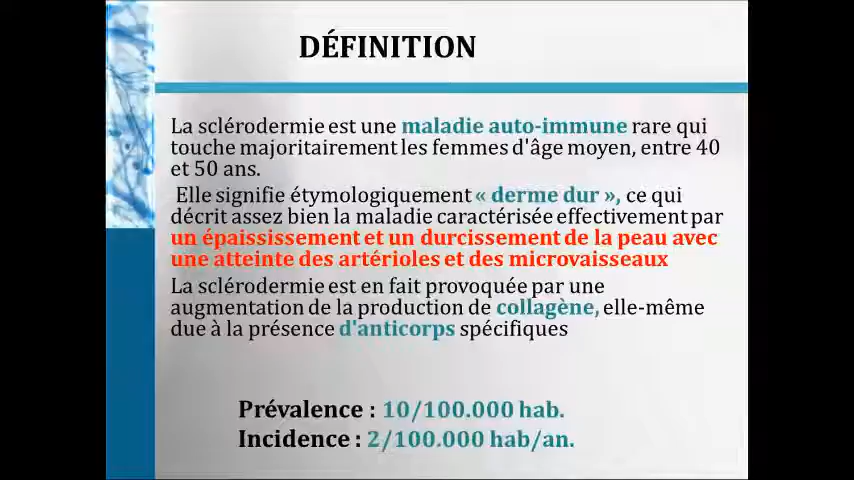 DÉFINITION
La sclérodermie est une maladie auto-immune rare qui
touche majoritairement les femmes d'âge moyen, entre 40
et 50 ans.
Elle signifie étymologiquement « derme dur », ce qui
décrit assez bien la maladie caractérisée effectivement par
un épaississement et un durcissement de la peau avec
une atteinte des artérioles et des microvaisseaux
La sclérodermie est en fait provoquée par une
augmentation de la production de collagène, elle-même
due à la présence d'anticorps spécifiques
Prévalence : 10/100.000 hab.
Incidence : 2/100.000 hab/an.